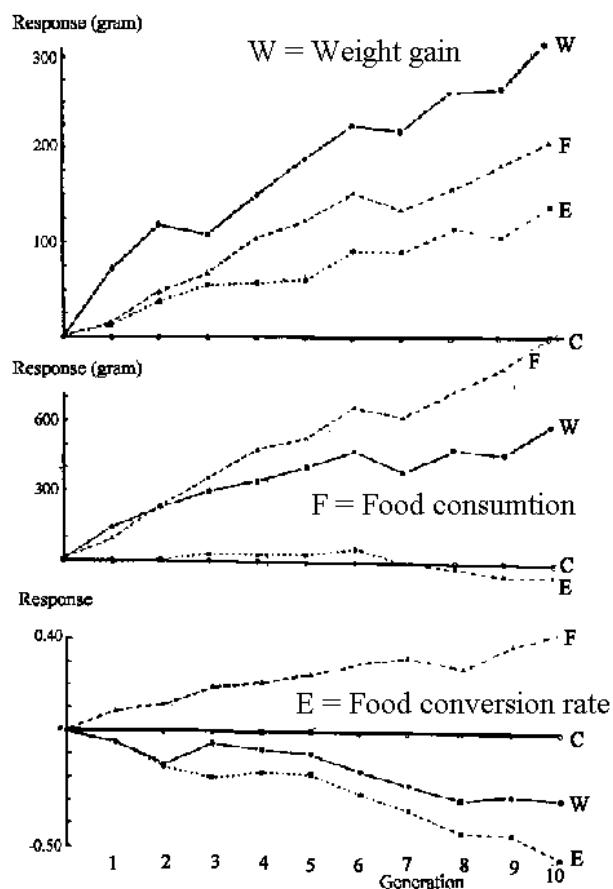 Response (gram)
W = Weight gain
300
200
100
W
F
E
C
Response (gram)
600
300
F
W
F = Food consumtion
C
E
Response
0.40
0
-0.50
F
E = Food conversion rate
C
W
E
1 2 3 4 5 6 7 8 9 10
Generation